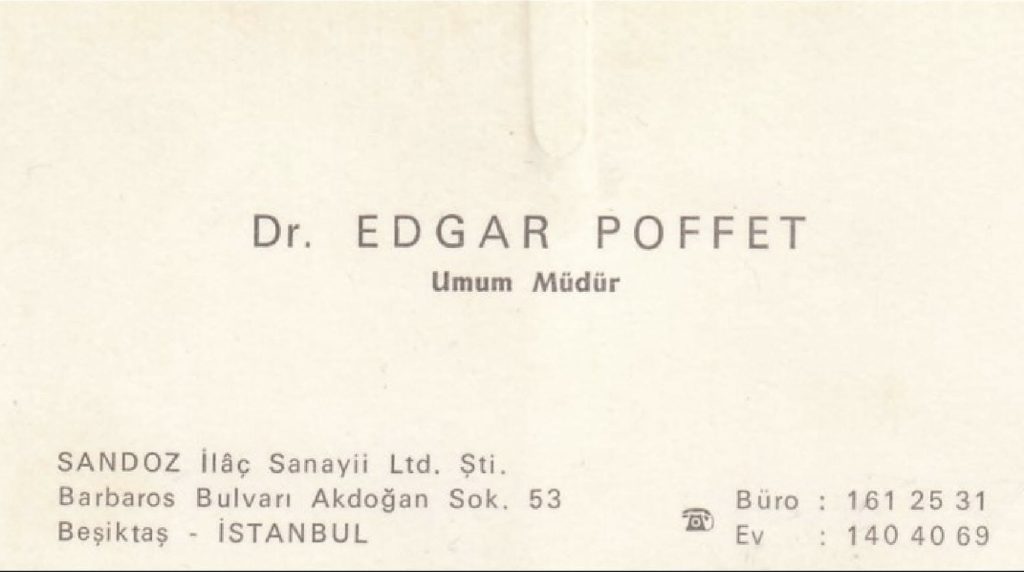 Dr. EDGAR POFFET
Umum Müdür
SANDOZ İlâç Sanayii Ltd. Şti.
Barbaros Bulvarı Akdoğan Sok. 53
Beşiktaş - İSTANBUL
Büro : 161 25 31
Ev : 140 40 69